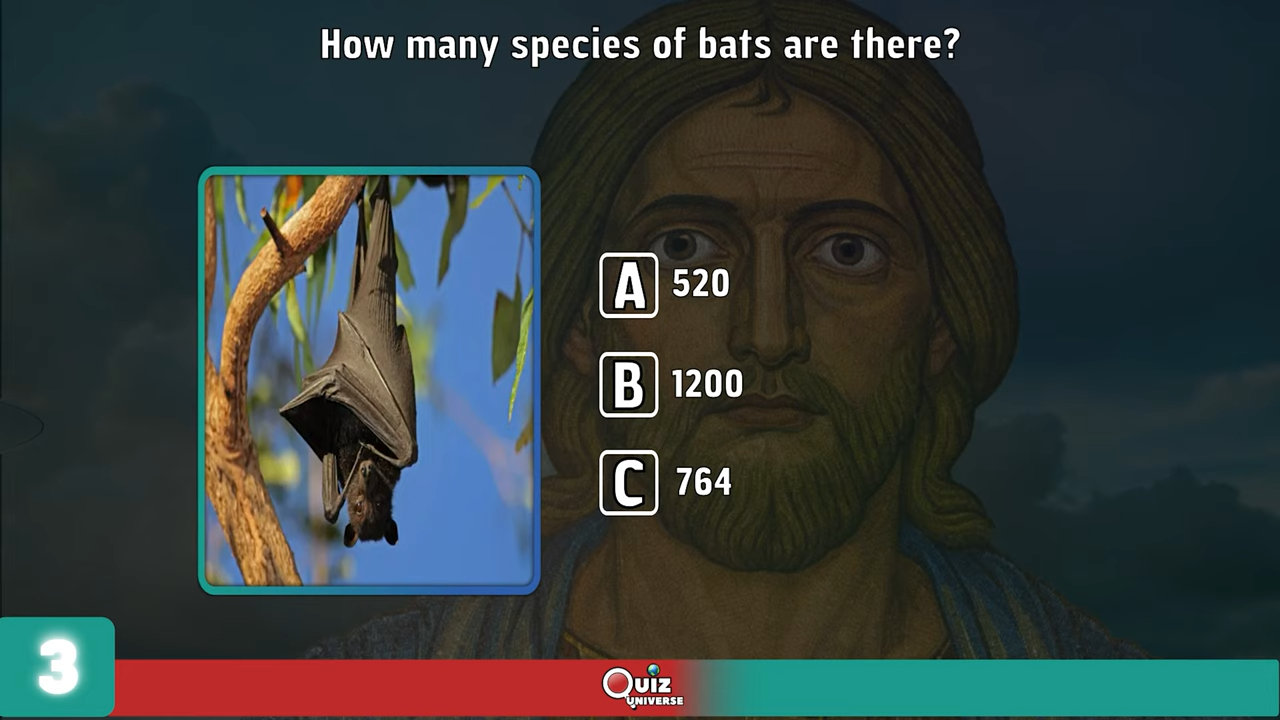 How many species of bats are there?
A 520
B 1200
C 764
3
QUIZ
UNIVERSE